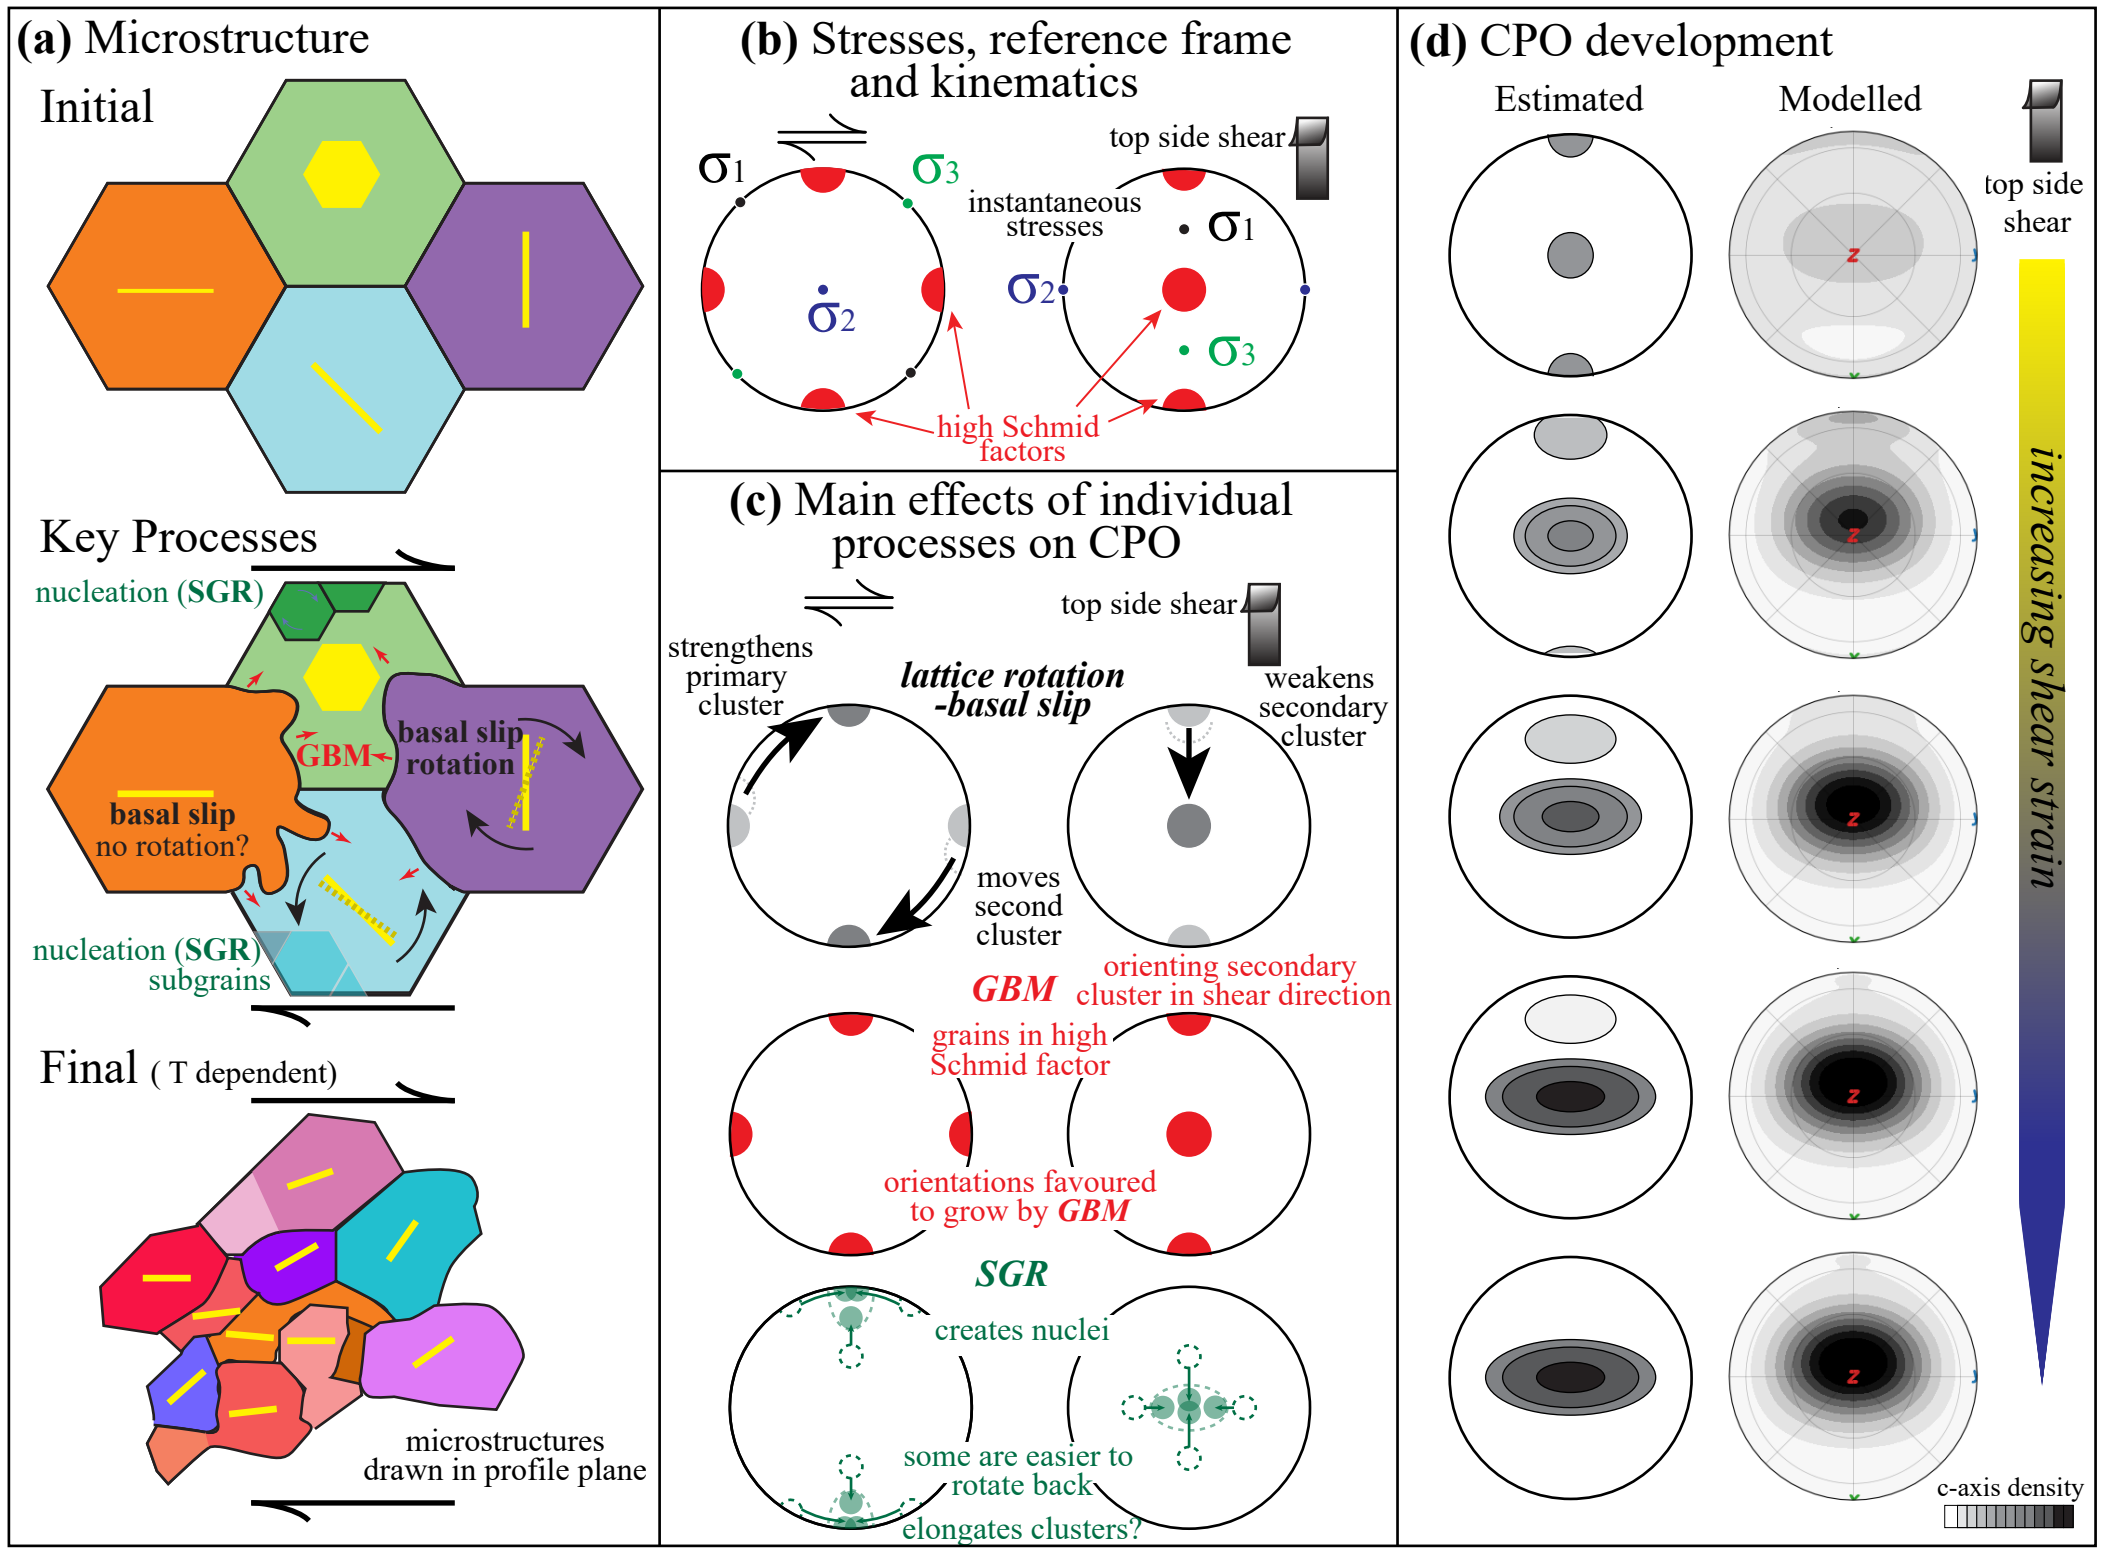 (a) Microstructure
Initial
Key Processes
nucleation (SGR)
GBM
basal slip
rotation
basal slip
no rotation?
nucleation (SGR)
subgrains
Final ( T dependent)
microstructures
drawn in profile plane
(b) Stresses, reference frame
and kinematics
top side shear
σ1
σ3
instantaneous
stresses
σ1
σ2
σ2
σ3
high Schmid
factors
(c) Main effects of individual
processes on CPO
top side shear
strengthens
primary
cluster
lattice rotation
-basal slip
weakens
secondary
cluster
moves
second
cluster
GBM
orienting secondary
cluster in shear direction
grains in high
Schmid factor
orientations favoured
to grow by GBM
SGR
creates nuclei
some are easier to
rotate back
elongates clusters?
(d) CPO development
Estimated
Modelled
top side
shear
z
z
z
z
z
increasing shear strain
c-axis density